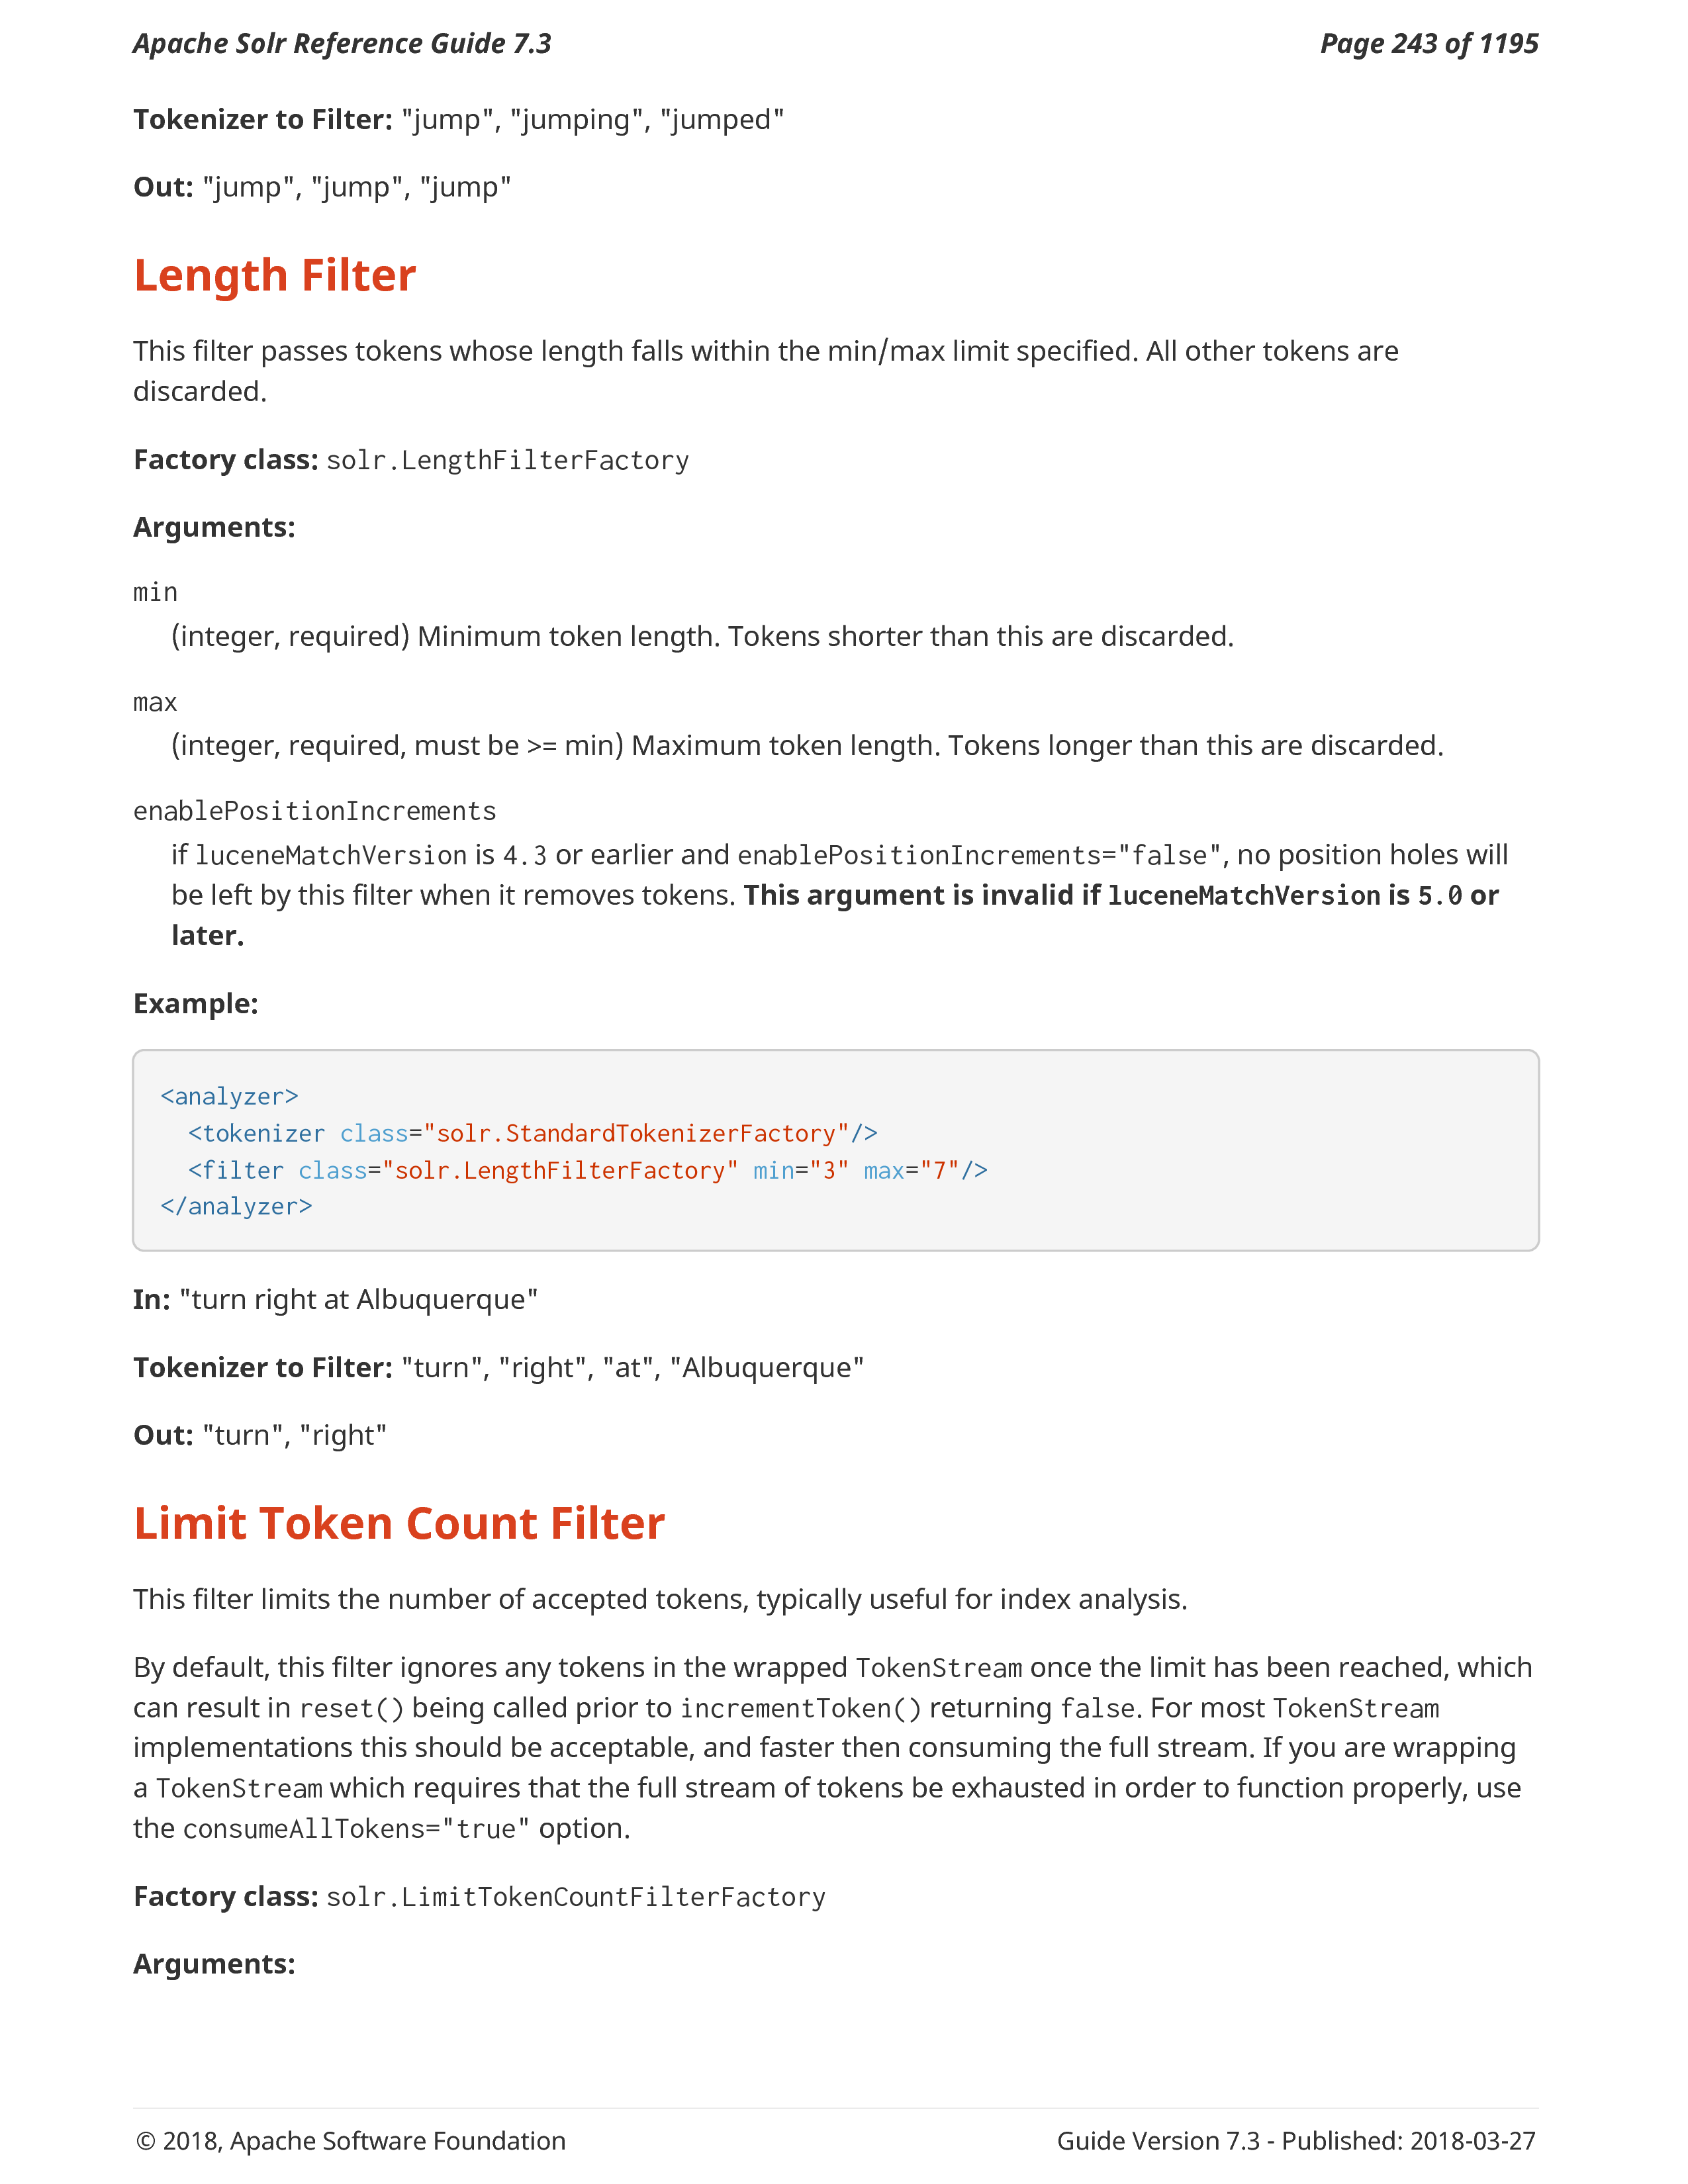 Apache Solr Reference Guide 7.3 Page 243 of 1195
Tokenizer to Filter: "jump", "jumping", "jumped"
Out: "jump", "jump", "jump"
Length Filter
This filter passes tokens whose length falls within the min/max limit specified. All other tokens are
discarded.
Factory class: solr.LengthFilterFactory
Arguments:
min
(integer, required) Minimum token length. Tokens shorter than this are discarded.
max
(integer, required, must be >= min) Maximum token length. Tokens longer than this are discarded.
enablePositionIncrements
if luceneMatchVersion is 4.3 or earlier and enablePositionIncrements="false", no position holes will
be left by this filter when it removes tokens. This argument is invalid if luceneMatchVersion is 5.0 or
later.
Example:
<analyzer>
  <tokenizer class="solr.StandardTokenizerFactory"/>
  <filter class="solr.LengthFilterFactory" min="3" max="7"/>
</analyzer>
In: "turn right at Albuquerque"
Tokenizer to Filter: "turn", "right", "at", "Albuquerque"
Out: "turn", "right"
Limit Token Count Filter
This filter limits the number of accepted tokens, typically useful for index analysis.
By default, this filter ignores any tokens in the wrapped TokenStream once the limit has been reached, which
can result in reset() being called prior to incrementToken() returning false. For most TokenStream
implementations this should be acceptable, and faster then consuming the full stream. If you are wrapping
a TokenStream which requires that the full stream of tokens be exhausted in order to function properly, use
the consumeAllTokens="true" option.
Factory class: solr.LimitTokenCountFilterFactory
Arguments:
© 2018, Apache Software Foundation Guide Version 7.3 - Published: 2018-03-27